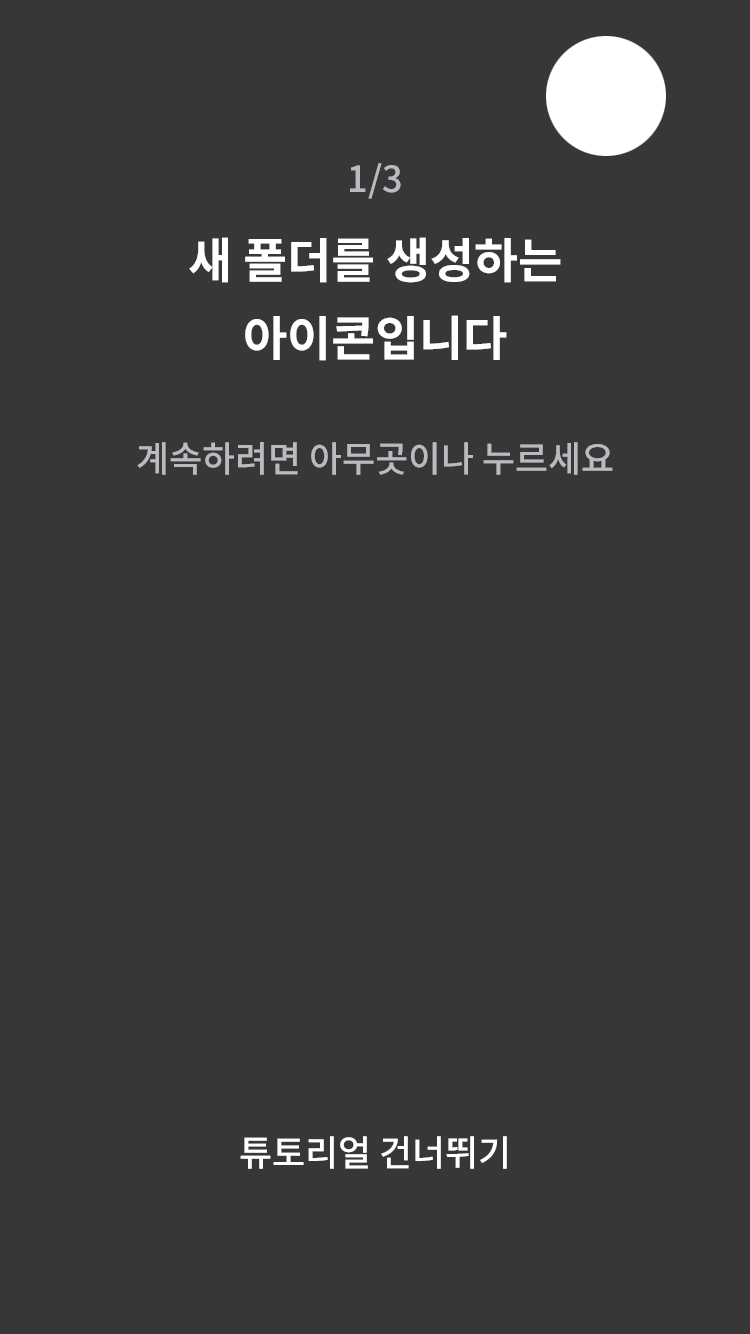 1/3
새 폴더를 생성하는
아이콘입니다
계속하려면 아무곳이나 누르세요
튜토리얼 건너뛰기